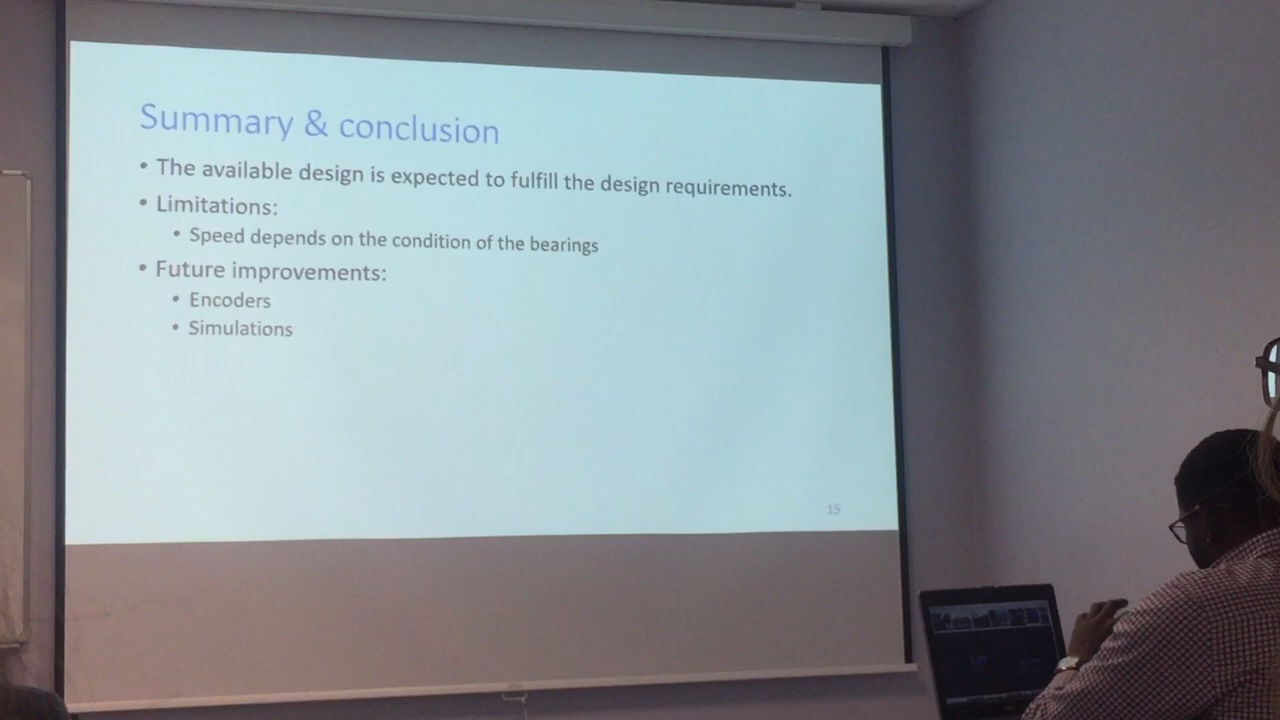 Summary & conclusion
• The available design is expected to fulfill the design requirements.
• Limitations:
• Speed depends on the condition of the bearings
• Future improvements:
• Encoders
• Simulations
15